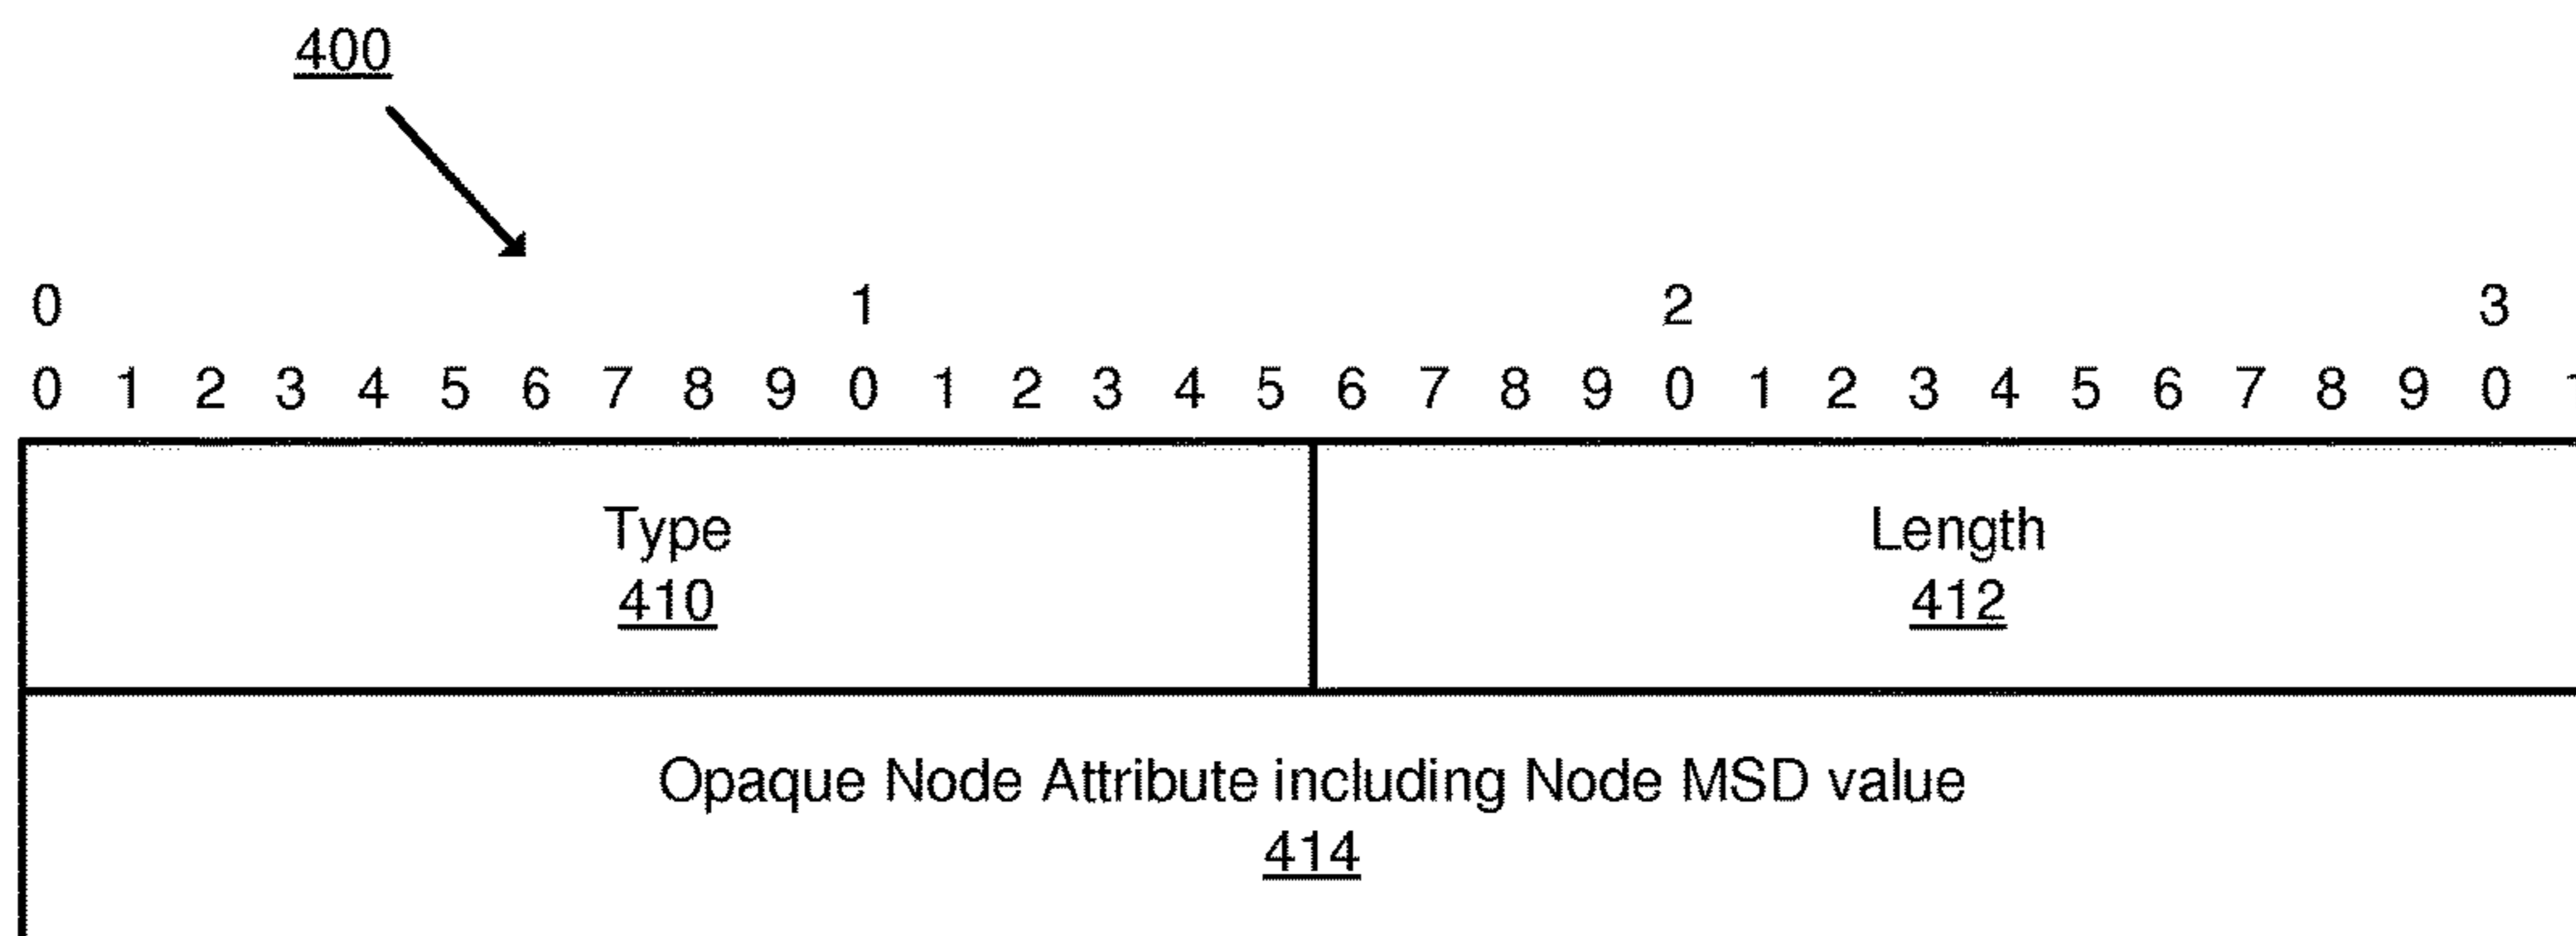 400
0 1 2 3
0 1 2 3 4 5 6 7 8 9 0 1 2 3 4 5 6 7 8 9 0 1 2 3 4 5 6 7 8 9 0 1
Type Length
410 412
Opaque Node Attribute including Node MSD value
414